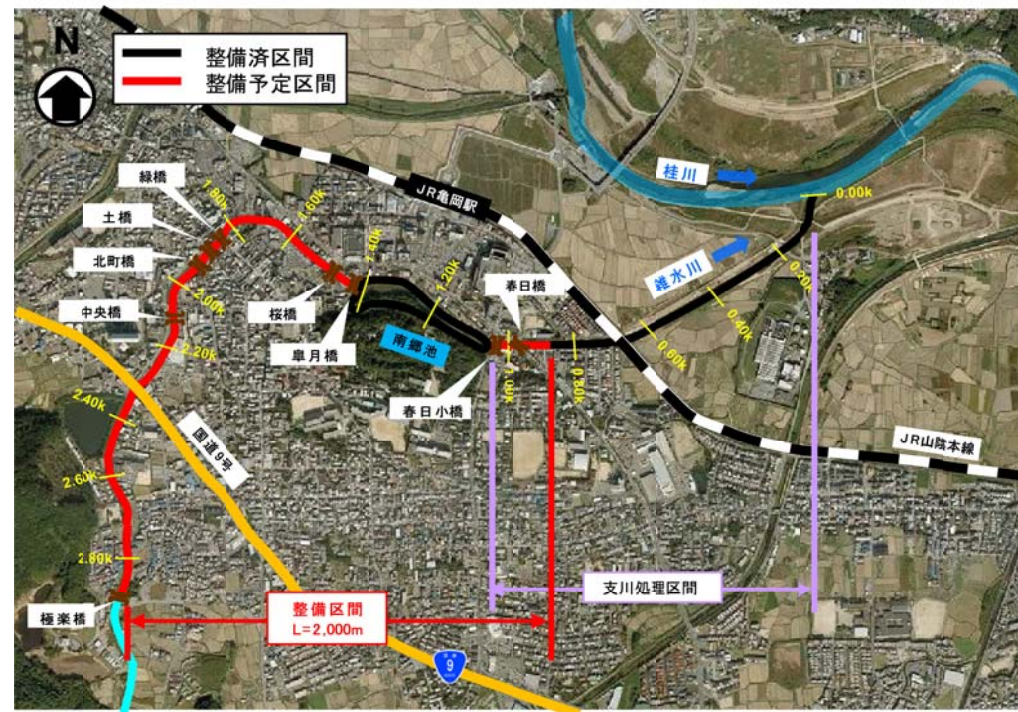 N
整備済区間
整備予定区間
桂川
0.00k
緑橋
1.80k
1.60k
JR亀岡駅
土橋
北町橋
1.40k
雑水川
0.20k
2.00k
1.20k
春日橋
0.40k
中央橋
桜橋
0.60k
2.20k
皐月橋
南郷池
1.00k
0.80k
2.40k
春日小橋
国道9号
JR山陰本線
2.60k
2.80k
支川処理区間
極楽橋
整備区間
L=2,000m
9